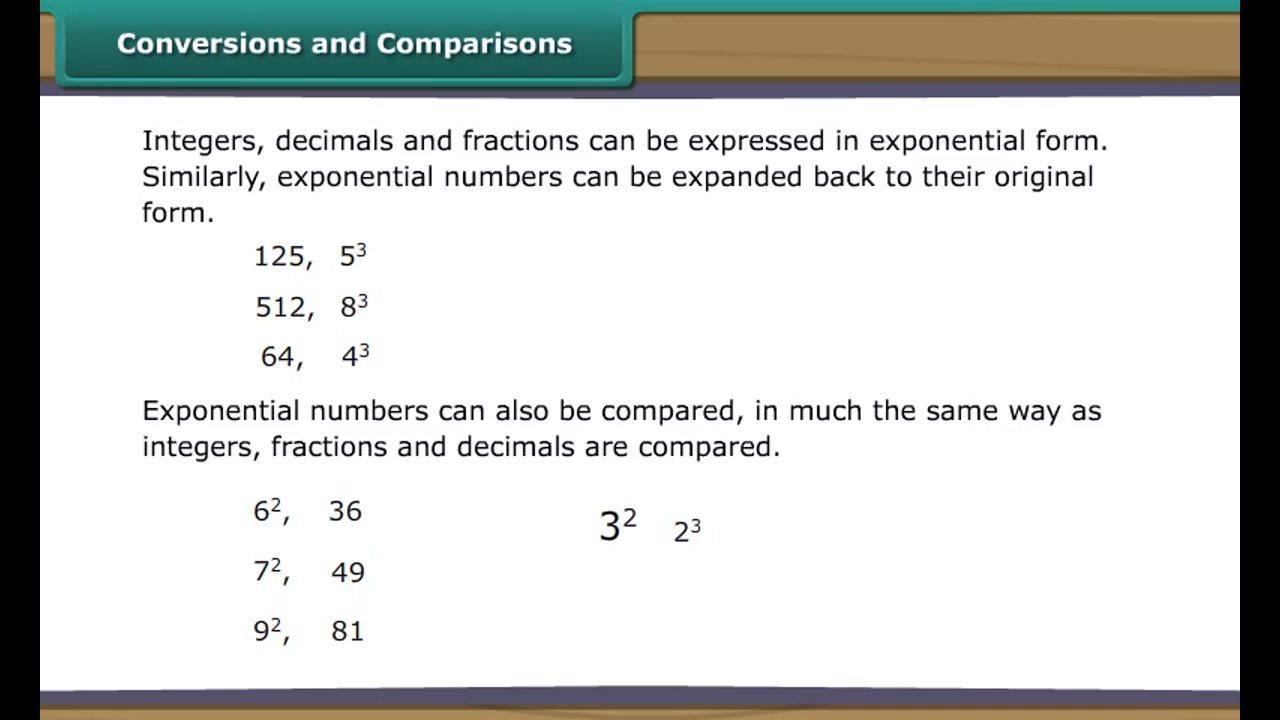 Conversions and Comparisons
Integers, decimals and fractions can be expressed in exponential form.
Similarly, exponential numbers can be expanded back to their original
form.
125, 5³
512, 8³
64, 4³
Exponential numbers can also be compared, in much the same way as
integers, fractions and decimals are compared.
6², 36 3² 2³
7², 49
9², 81